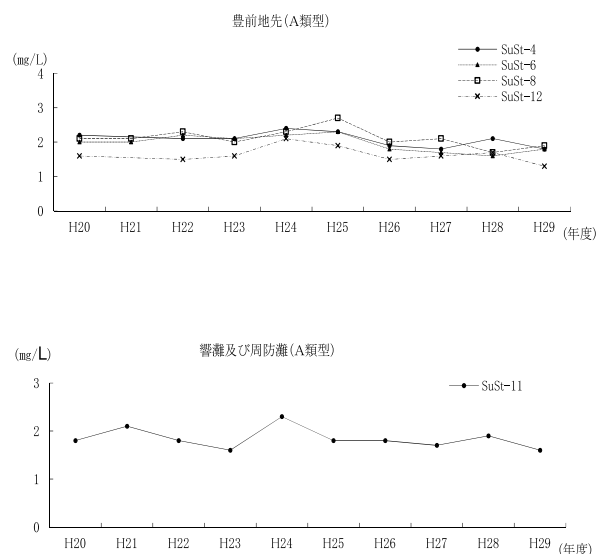 豊前地先(A類型)
(mg/L)
SuSt-4
SuSt-6
SuSt-8
SuSt-12
4
3
2
1
0
H20 H21 H22 H23 H24 H25 H26 H27 H28 H29
(年度)
響灘及び周防灘(A類型)
(mg/L)
SuSt-11
3
2
1
0
H20 H21 H22 H23 H24 H25 H26 H27 H28 H29
(年度)